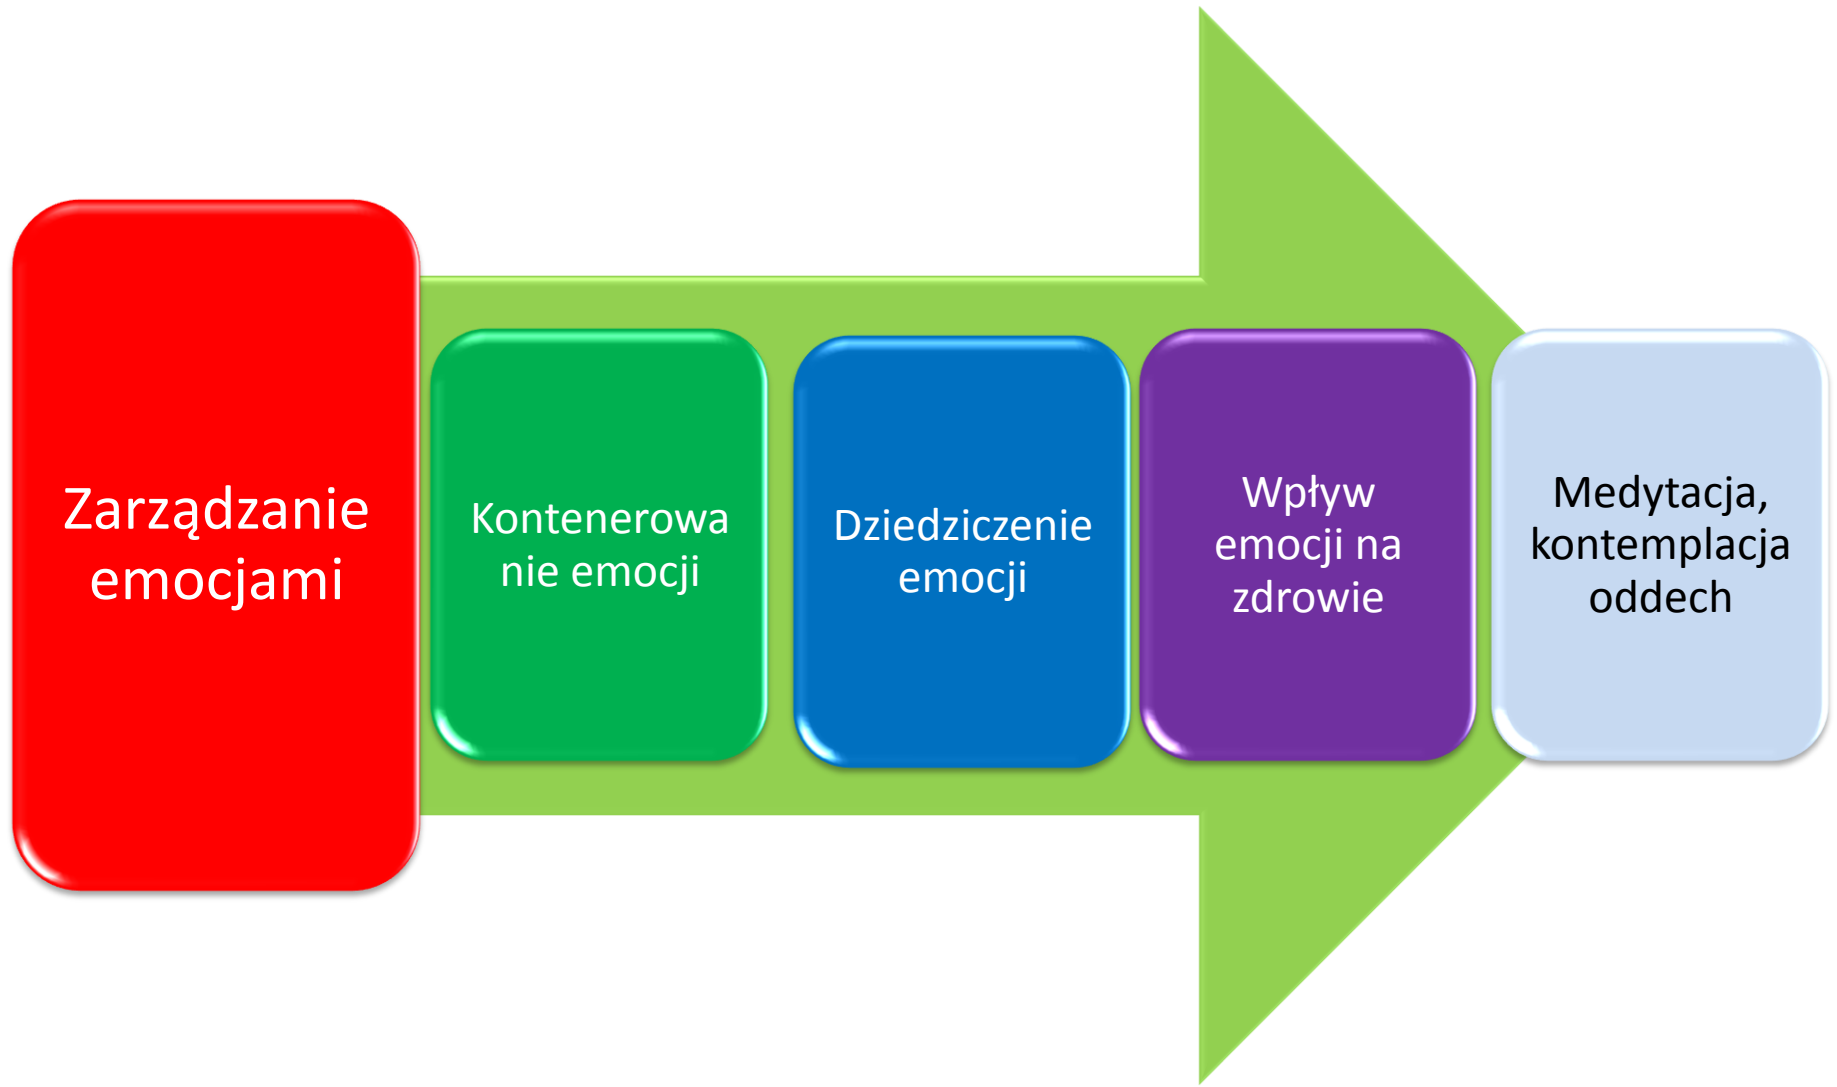 Zarządzanie
emocjami
Kontenerowa
nie emocji
Dziedziczenie
emocji
Wpływ
emocji na
zdrowie
Medytacja,
kontemplacja
oddech